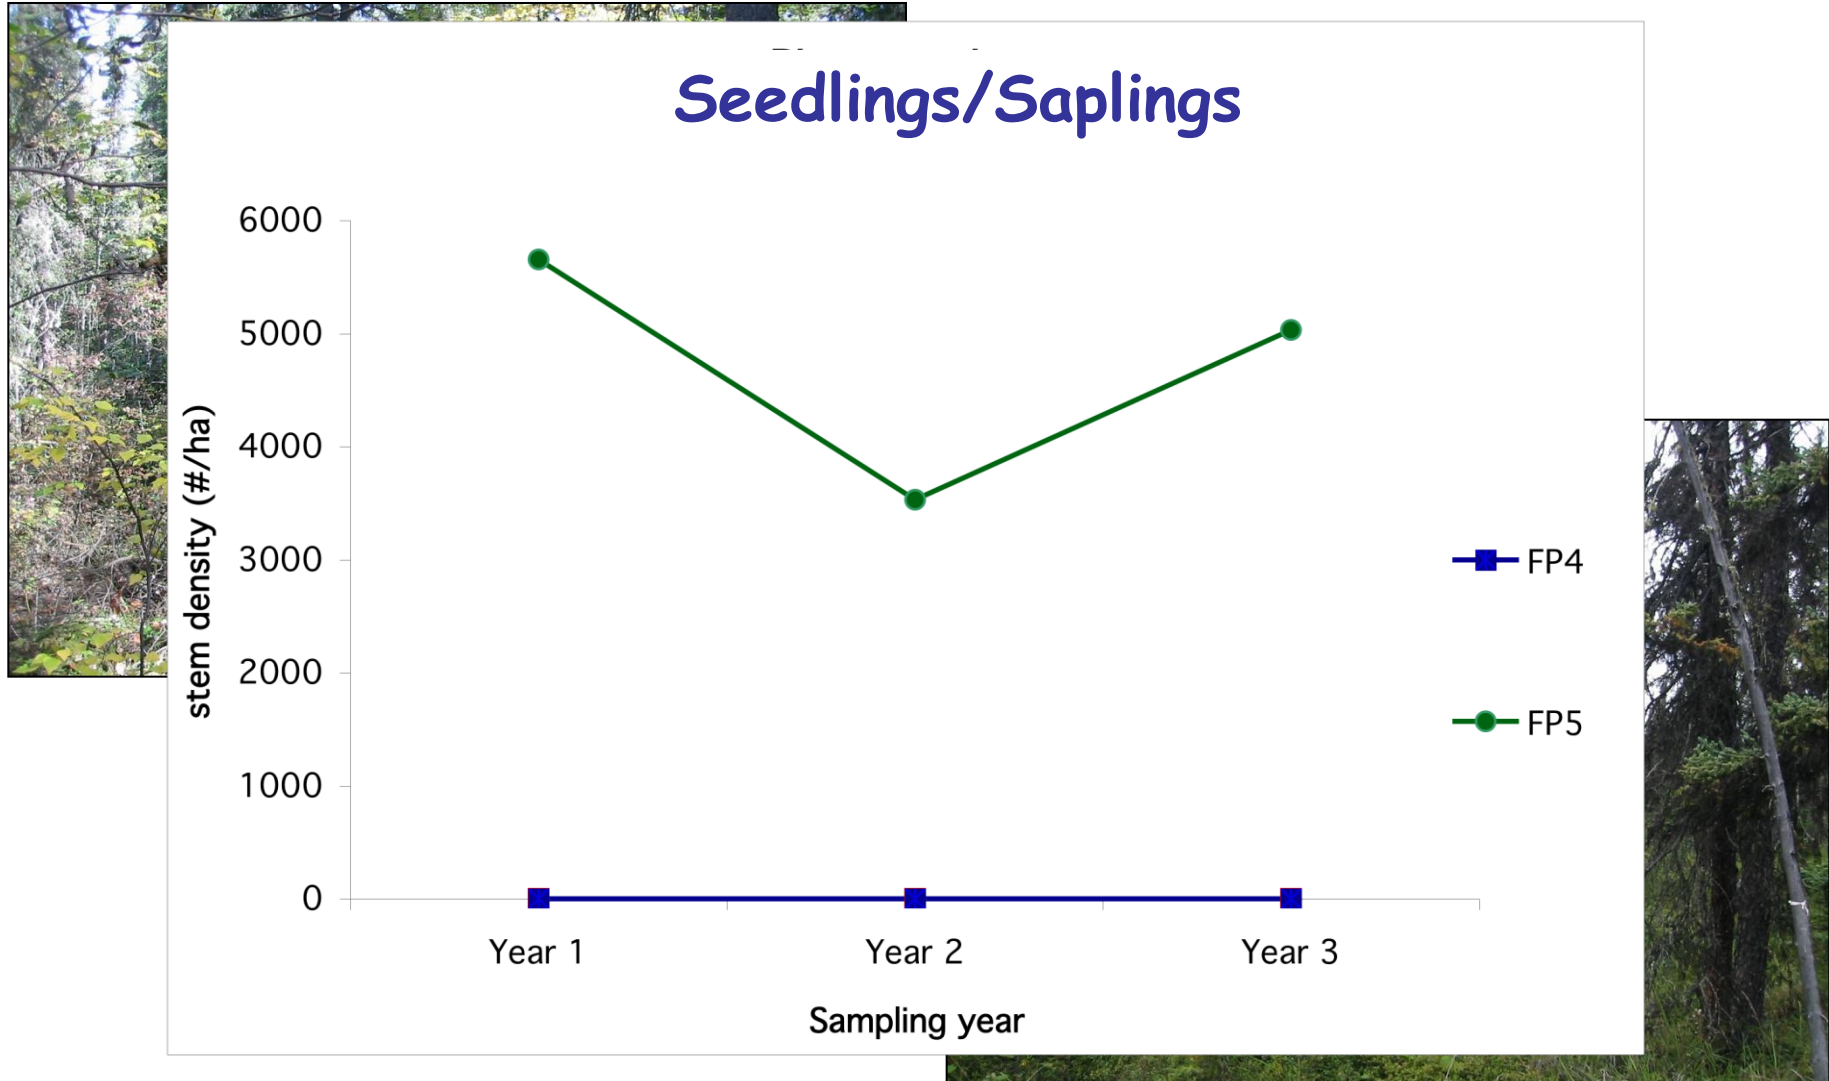 Seedlings/Saplings
6000
5000
4000
3000
2000
1000
0
stem density (#/ha)
Year 1 Year 2 Year 3
Sampling year
FP4
FP5